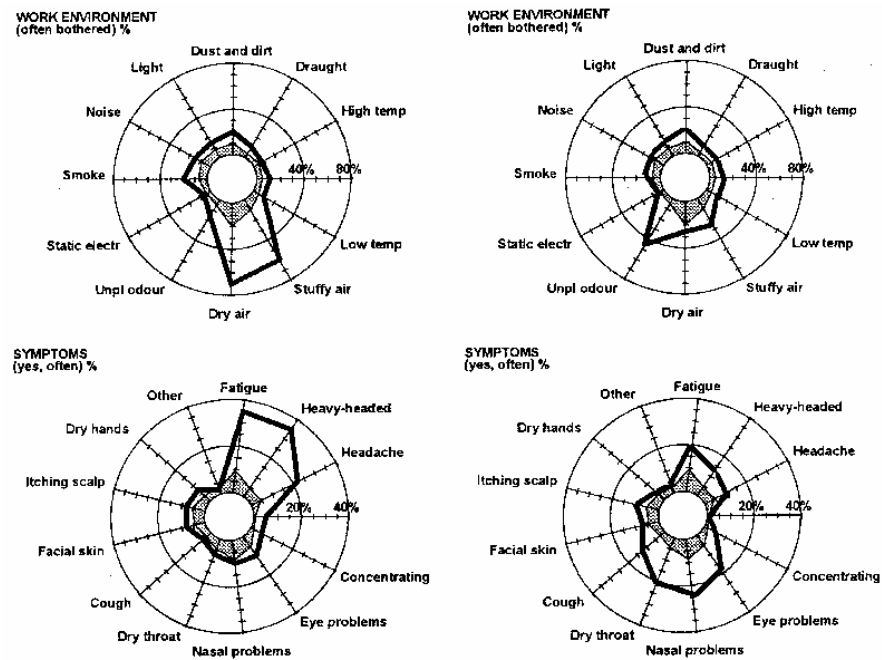 WORK ENVIRONMENT
(often bothered) %
Dust and dirt
Light
Draught
Noise
High temp
Smoke
40%
80%
Static electr
Low temp
Unpl odour
Stuffy air
Dry air
WORK ENVIRONMENT
(often bothered) %
Dust and dirt
Light
Draught
Noise
High temp
Smoke
40%
80%
Static electr
Low temp
Unpl odour
Stuffy air
Dry air
SYMPTOMS
(yes, often) %
Fatigue
Other
Heavy-headed
Dry hands
Headache
Itching scalp
20%
40%
Facial skin
Concentrating
Cough
Eye problems
Dry throat
Nasal problems
SYMPTOMS
(yes, often) %
Fatigue
Other
Heavy-headed
Dry hands
Headache
Itching scalp
20%
40%
Facial skin
Concentrating
Cough
Eye problems
Dry throat
Nasal problems